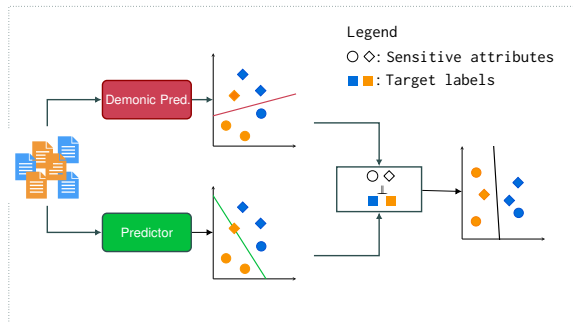 Legend
: Sensitive attributes
: Target labels
Demonic Pred.
⊥
Predictor